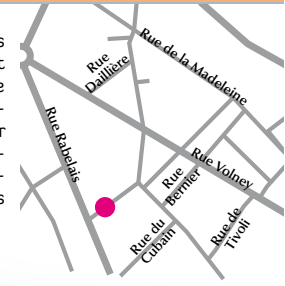 Rue de la Madeleine
Rue
Daillière
Rue Rabelais
Rue Volney
Rue
Bernier
Rue du
Cubain
Rue de
Tivoli